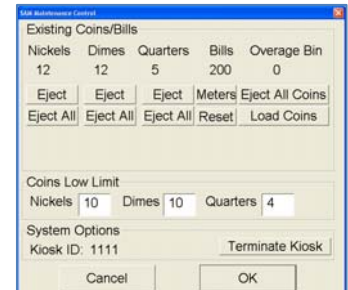 SAM Maintenance Control
Existing Coins/Bills
Nickels Dimes Quarters Bills Overage Bin
12 12 5 200 0
Eject Eject Eject Meters Eject All Coins
Eject All Eject All Eject All Reset Load Coins
Coins Low Limit
Nickels 10 Dimes 10 Quarters 4
System Options
Kiosk ID: 1111 Terminate Kiosk
Cancel OK